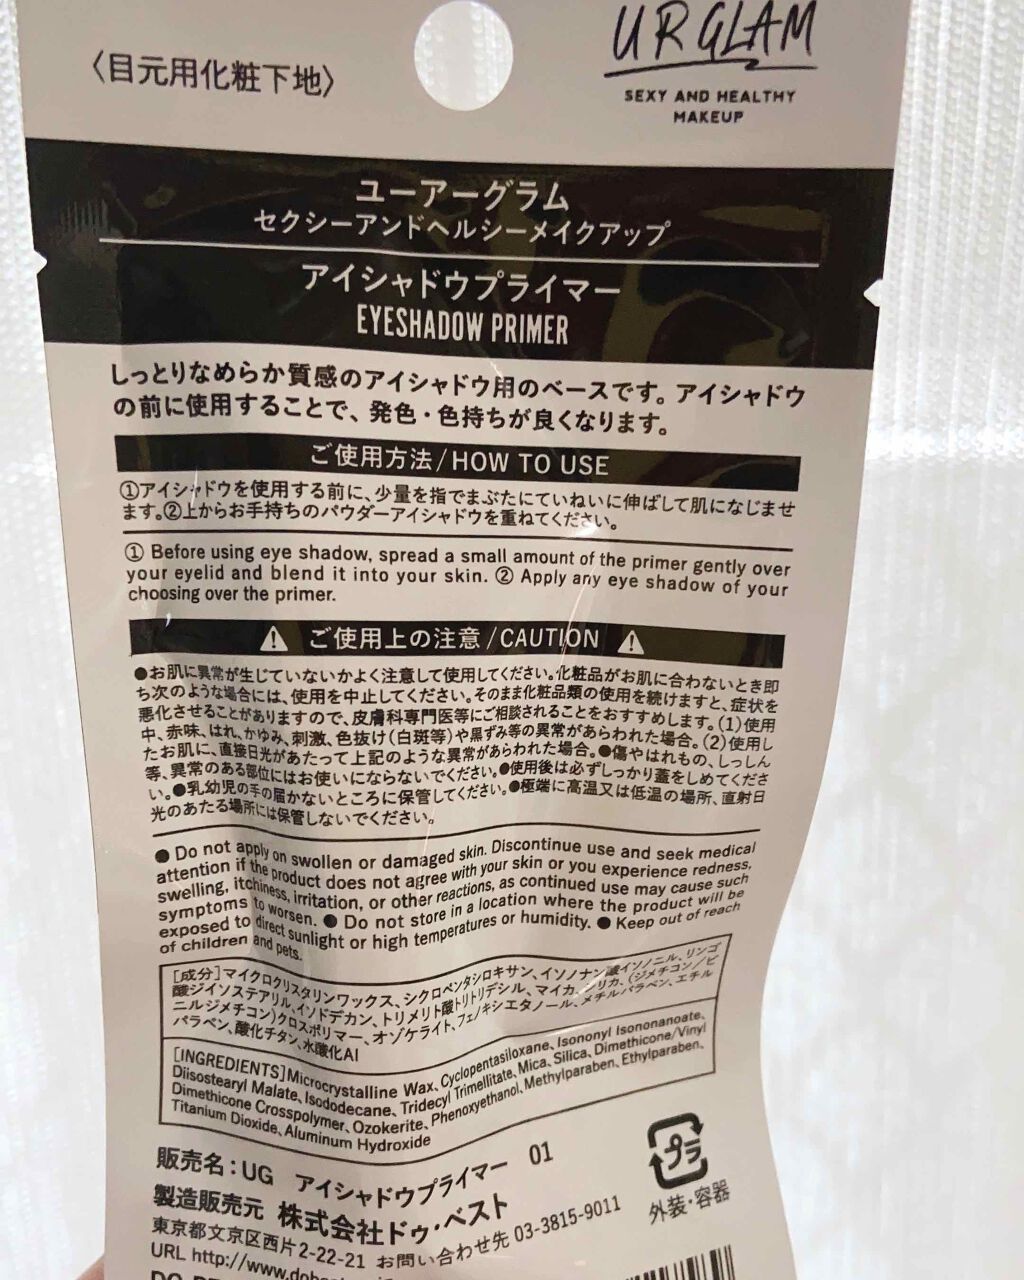 〈目元用化粧下地〉
URGLAM
SEXY AND HEALTHY
MAKEUP
ユーアーグラム
セクシーアンドヘルシーメイクアップ
アイシャドウプライマー
EYESHADOW PRIMER
しっとりなめらか質感のアイシャドウ用のベースです。アイシャドウ
の前に使用することで、発色・色持ちが良くなります。
ご使用方法/HOW TO USE
①アイシャドウを使用する前に、少量を指でまぶたにていねいに伸ばして肌になじませ
ます。②上からお手持ちのパウダーアイシャドウを重ねてください。
① Before using eye shadow, spread a small amount of the primer gently over
your eyelid and blend it into your skin. ② Apply any eye shadow of your
choosing over the primer.
⚠ ご使用上の注意/CAUTION ⚠
●お肌に異常が生じていないかよく注意して使用してください。化粧品がお肌に合わないとき即
ち次のような場合には、使用を中止してください。そのまま化粧品類の使用を続けますと、症状を
悪化させることがありますので、皮膚科専門医等にご相談されることをおすすめします。(1)使用
中、赤味、はれ、かゆみ、刺激、色抜け(白斑等)や黒ずみ等の異常があらわれた場合。(2)使用し
たお肌に、直接日光があたって上記のような異常があらわれた場合。●傷やはれもの、しっしん
等、異常のある部位にはお使いにならないでください。●使用後は必ずしっかり蓋をしめてくださ
い。●乳幼児の手の届かないところに保管してください。●極端に高温又は低温の場所、直射日
光のあたる場所には保管しないでください。
● Do not apply on swollen or damaged skin. Discontinue use and seek medical
attention if the product does not agree with your skin or you experience redness,
swelling, itchiness, irritation, or other reactions, as continued use may cause such
symptoms to worsen. ● Do not store in a location where the product will be
exposed to direct sunlight or high temperatures or humidity. ● Keep out of reach
of children and pets.
[成分]マイクロクリスタリンワックス、シクロペンタシロキサン、イソノナン酸イソノニル、リンゴ
酸ジイソステアリル、イソドデカン、トリメリト酸トリトリデシル、マイカ、シリカ、(ジメチコン/ビ
ニルジメチコン)クロスポリマー、オゾケライト、フェノキシエタノール、メチルパラベン、エチル
パラベン、酸化チタン、水酸化Al
[INGREDIENTS]Microcrystalline Wax、Cyclopentasiloxane、Isononyl Isononanoate、
Diisostearyl Malate、Isododecane、Tridecyl Trimellitate、Mica、Silica、Dimethicone/Vinyl
Dimethicone Crosspolymer、Ozokerite、Phenoxyethanol、Methylparaben、Ethylparaben、
Titanium Dioxide、Aluminum Hydroxide
販売名：UG アイシャドウプライマー 01
製造販売元 株式会社ドゥ・ベスト
東京都文京区西片2-22-21 お問い合わせ先 03-3815-9011
URL http://www.dobe
プラ
外装・容器